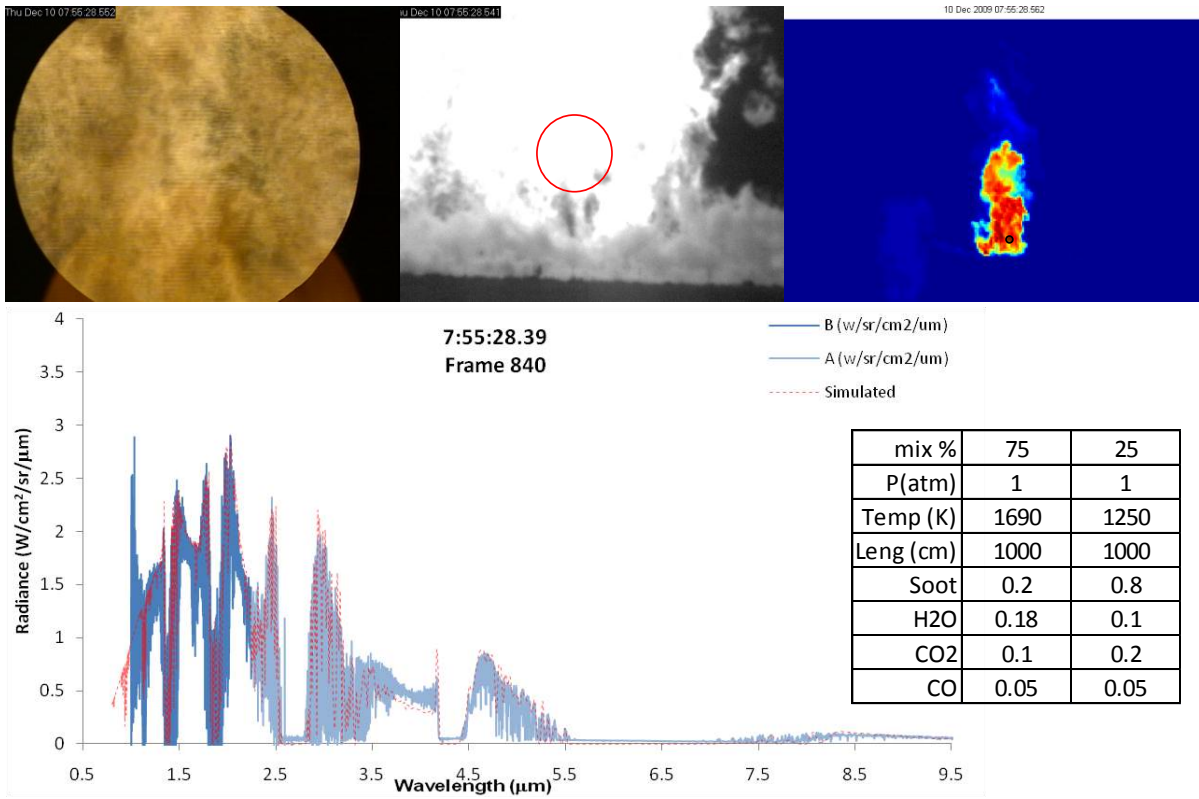 Thu Dec 10 07:55:28.552
u Dec 10 07:55:28.541
10 Dec 2009 07:55:28.562
7:55:28.39
Frame 840
B (w/sr/cm2/um)
A (w/sr/cm2/um)
Simulated
4
3.5
3
2.5
2
1.5
1
0.5
0
Radiance (W/cm²/sr/μm)
0.5 1.5 2.5 3.5 4.5 5.5 6.5 7.5 8.5 9.5
Wavelength (μm)
mix % 75 25
P(atm) 1 1
Temp (K) 1690 1250
Leng (cm) 1000 1000
Soot 0.2 0.8
H2O 0.18 0.1
CO2 0.1 0.2
CO 0.05 0.05